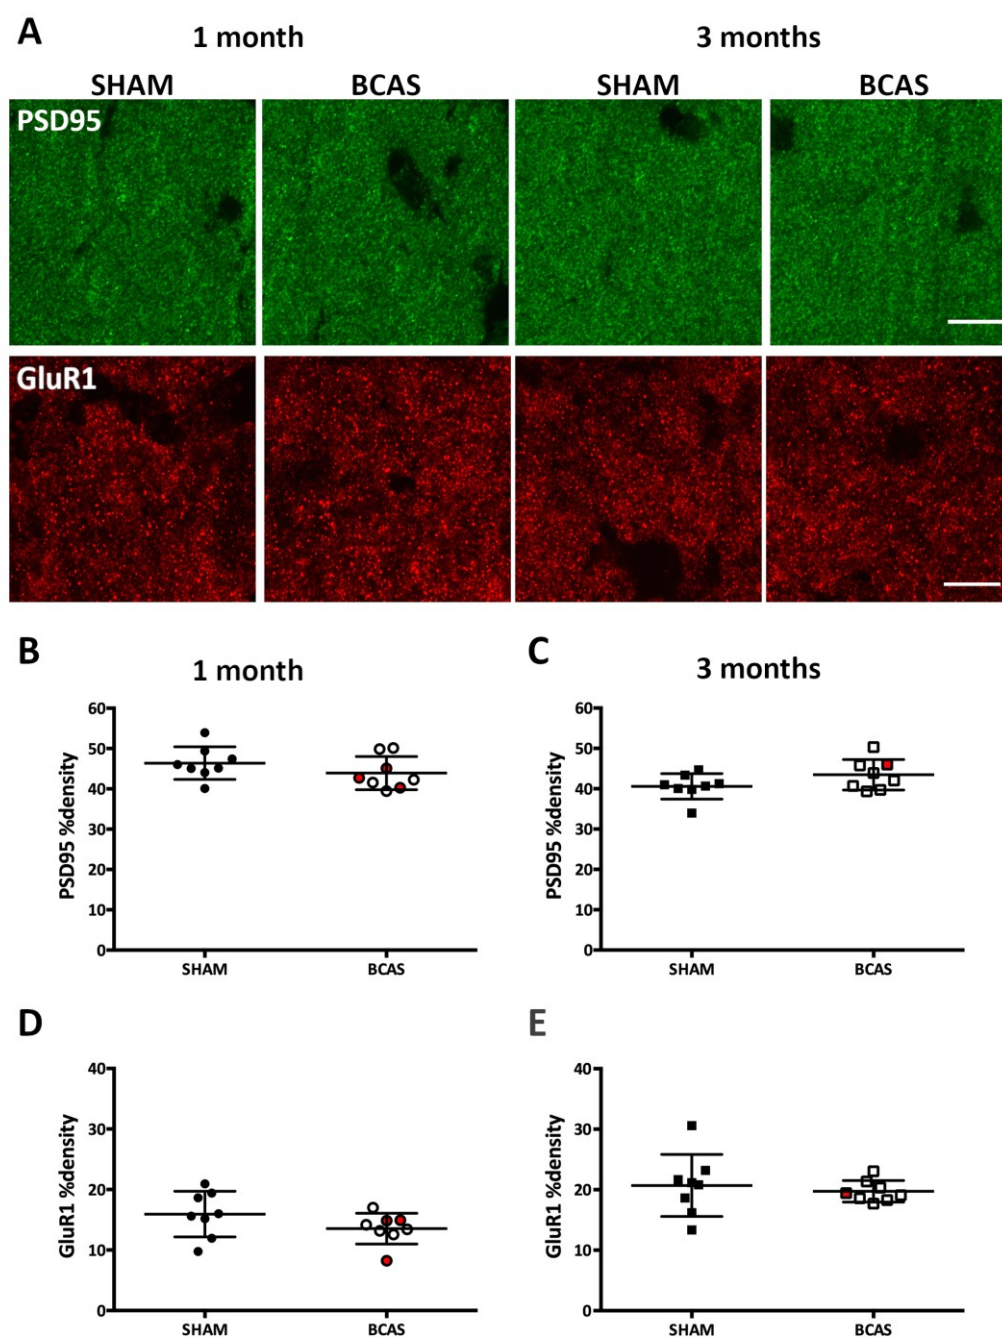 A
1 month
3 months
SHAM
BCAS
SHAM
BCAS
PSD95
GluR1
B
1 month
C
3 months
PSD95 %density
60
50
40
30
20
10
0
SHAM
BCAS
PSD95 %density
60
50
40
30
20
10
0
SHAM
BCAS
D
E
GluR1 %density
40
30
20
10
0
SHAM
BCAS
GluR1 %density
40
30
20
10
0
SHAM
BCAS